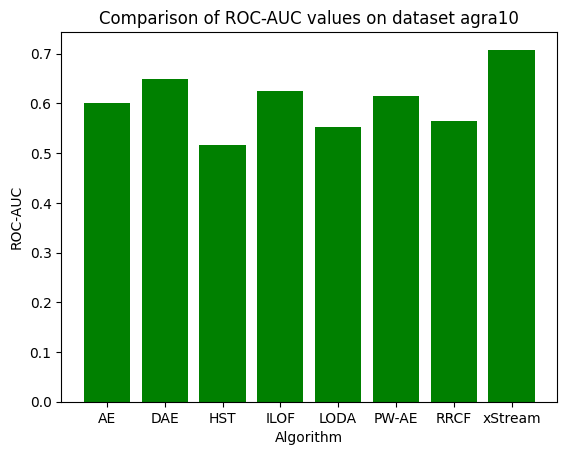 Comparison of ROC-AUC values on dataset agra10
ROC-AUC
0.7
0.6
0.5
0.4
0.3
0.2
0.1
0.0
AE DAE HST ILOF LODA PW-AE RRCF xStream
Algorithm